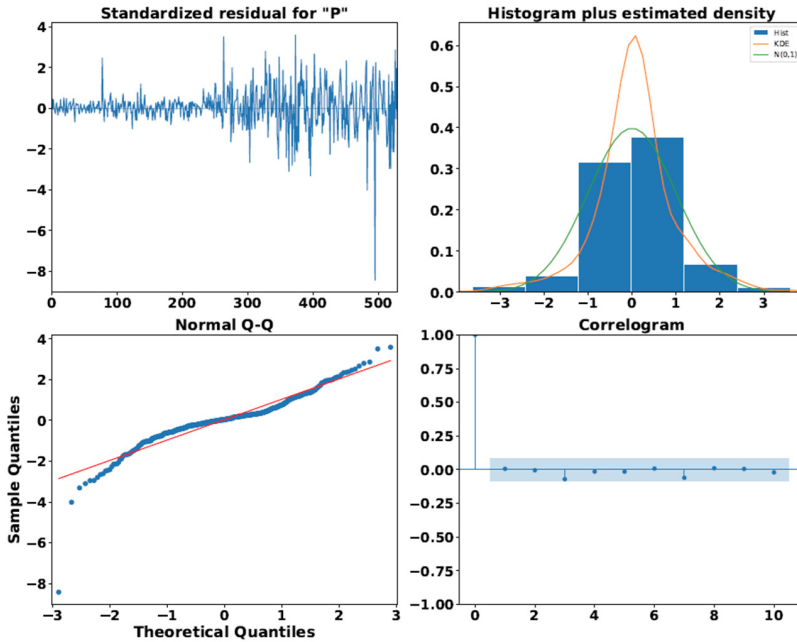 Standardized residual for "P"
4
2
0
−2
−4
−6
−8
0 100 200 300 400 500
Histogram plus estimated density
Hist
KDE
N(0,1)
0.6
0.5
0.4
0.3
0.2
0.1
0.0
−3 −2 −1 0 1 2 3
Normal Q-Q
Sample Quantiles
4
2
0
−2
−4
−6
−8
−3 −2 −1 0 1 2 3
Theoretical Quantiles
Correlogram
1.00
0.75
0.50
0.25
0.00
−0.25
−0.50
−0.75
−1.00
0 2 4 6 8 10